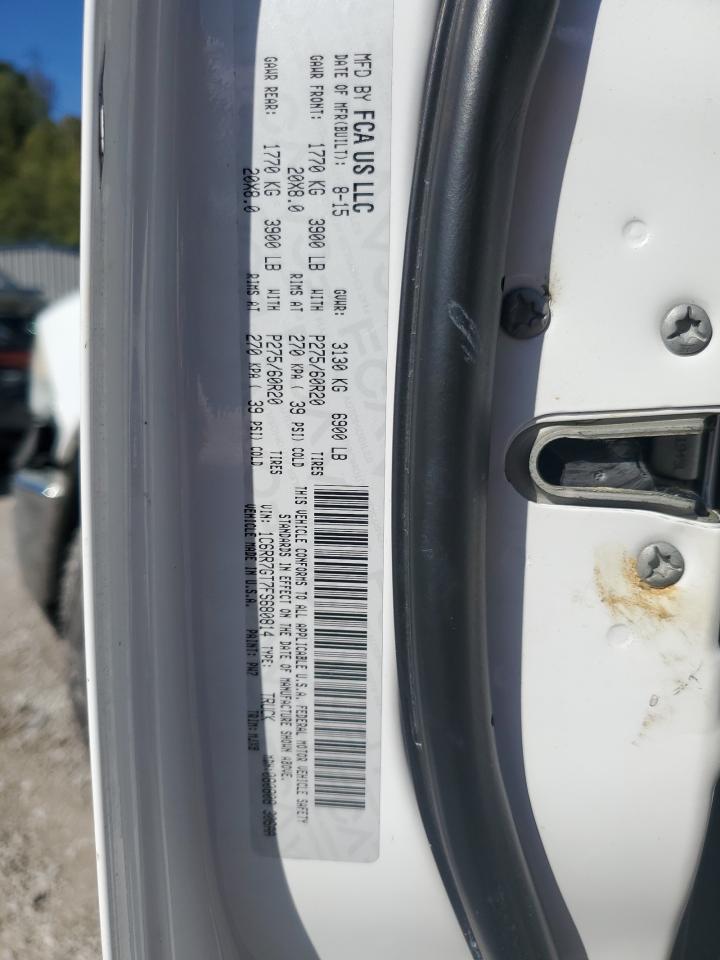 MFD BY FCA US LLC
DATE OF MFR(BUILT): 8-15 GVWR: 3130 KG 6900 LB
GAWR FRONT: 1770 KG 3900 LB WITH P275/60R20 TIRES
20X8.0 RIMS AT 270 KPA ( 39 PSI) COLD
GAWR REAR: 1770 KG 3900 LB WITH P275/60R20 TIRES
20X8.0 RIMS AT 270 KPA ( 39 PSI) COLD
THIS VEHICLE CONFORMS TO ALL APPLICABLE U.S.A. FEDERAL MOTOR VEHICLE SAFETY
STANDARDS IN EFFECT ON THE DATE OF MANUFACTURE SHOWN ABOVE.
VIN: 1C6RR7GT7FS680814 TYPE: TRUCK
VEHICLE MADE IN U.S.A. PAINT: PW7 TRIM: